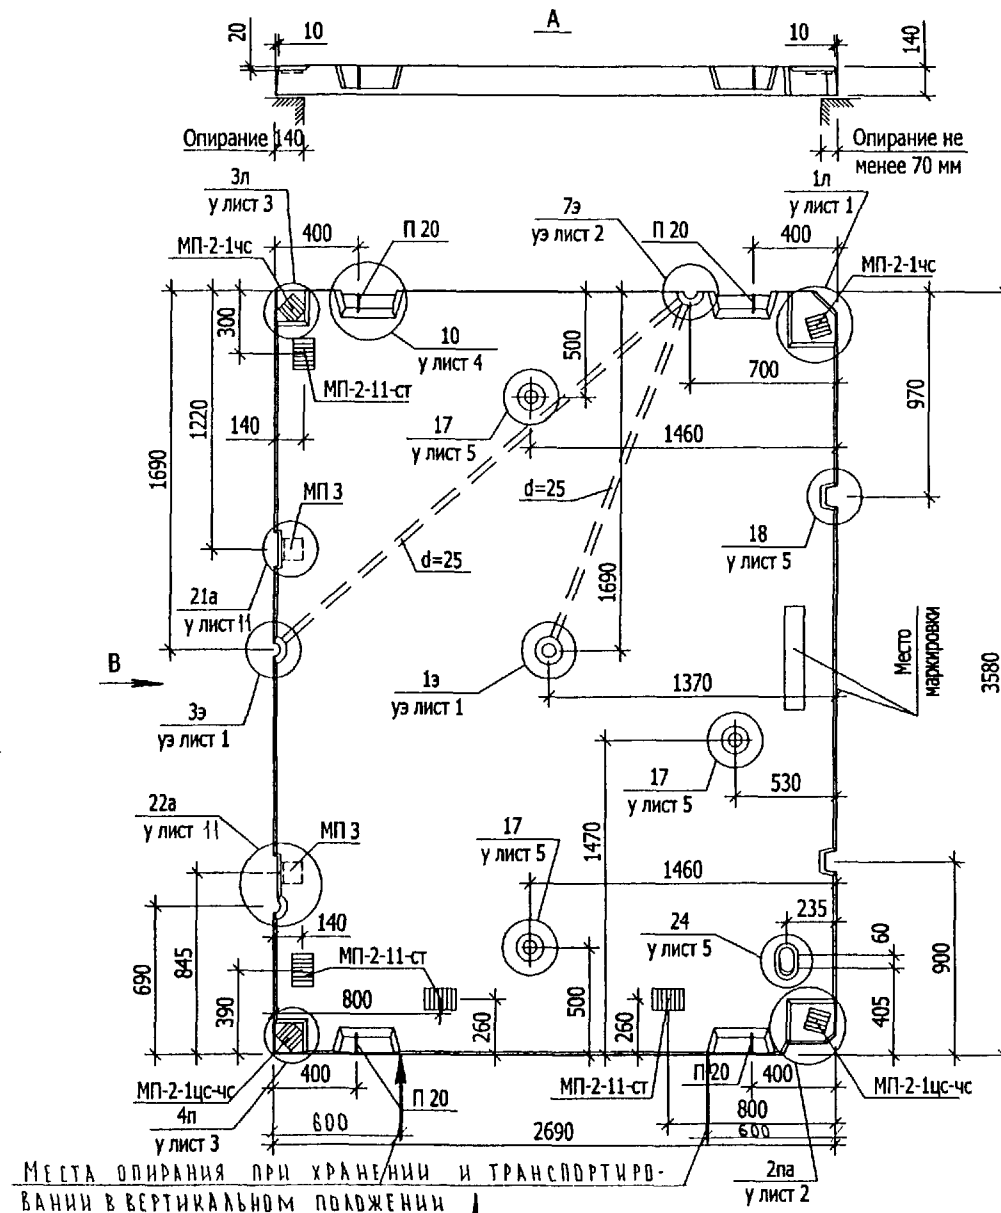 А
20
10
10
140
Опирание 140
Опирание не
менее 70 мм
3л
у лист 3
7э
уэ лист 2
1л
у лист 1
МП-2-1чс
400
П 20
П 20
400
МП-2-1чс
300
10
у лист 4
500
700
МП-2-11-ст
970
1220
140
17
у лист 5
1460
1690
МП 3
d=25
18
у лист 5
d=25
1690
21а
у лист 11
В
Место
маркировки
3580
1э
уэ лист 1
1370
3э
уэ лист 1
17
у лист 5
530
22а
у лист 11
МП 3
17
у лист 5
1470
1460
235
60
140
24
у лист 5
900
690
845
МП-2-11-ст
390
800
260
500
260
405
МП-2-1цс-чс
400
П 20
МП-2-11-ст
П 20
400
МП-2-1цс-чс
4п
у лист 3
600
800
2690
600
2па
у лист 2
МЕСТА ОПИРАНИЯ ПРИ ХРАНЕНИИ И ТРАНСПОРТИРО-
ВАНИИ В ВЕРТИКАЛЬНОМ ПОЛОЖЕНИИ